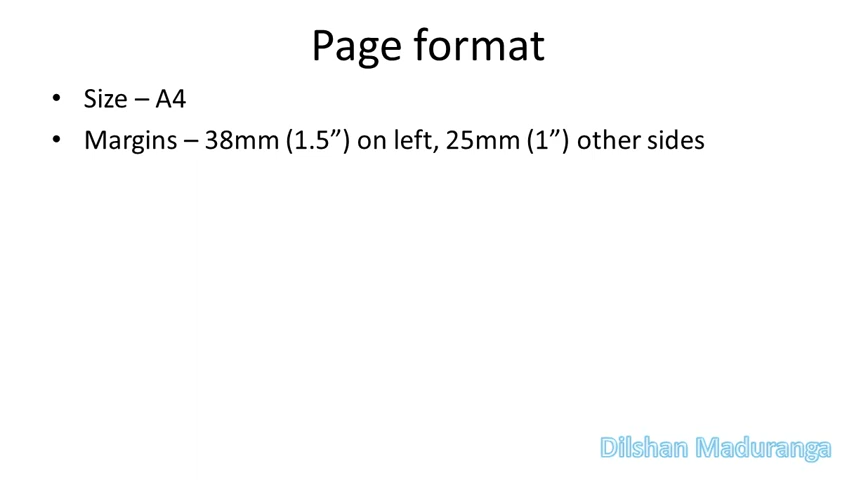 Page format
• Size – A4
• Margins – 38mm (1.5”) on left, 25mm (1”) other sides
Dilshan Maduranga